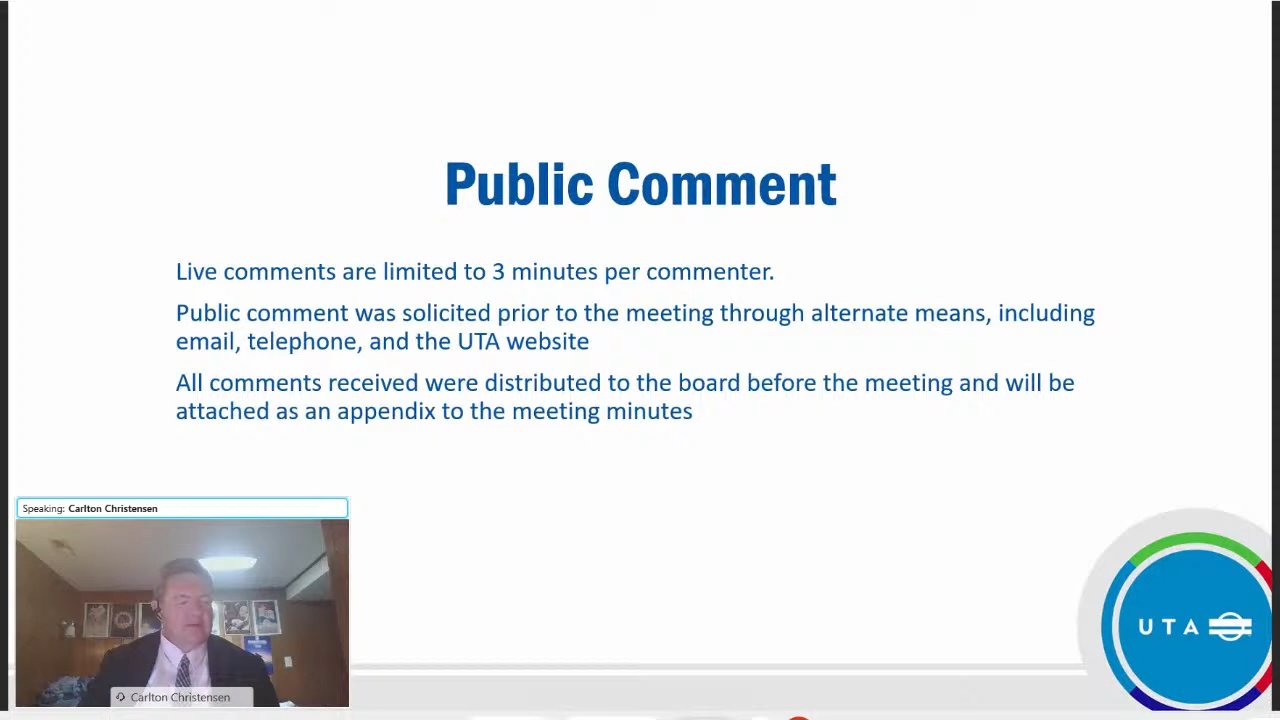 Public Comment
Live comments are limited to 3 minutes per commenter.
Public comment was solicited prior to the meeting through alternate means, including
email, telephone, and the UTA website
All comments received were distributed to the board before the meeting and will be
attached as an appendix to the meeting minutes
Speaking: Carlton Christensen
Carlton Christensen
UTA